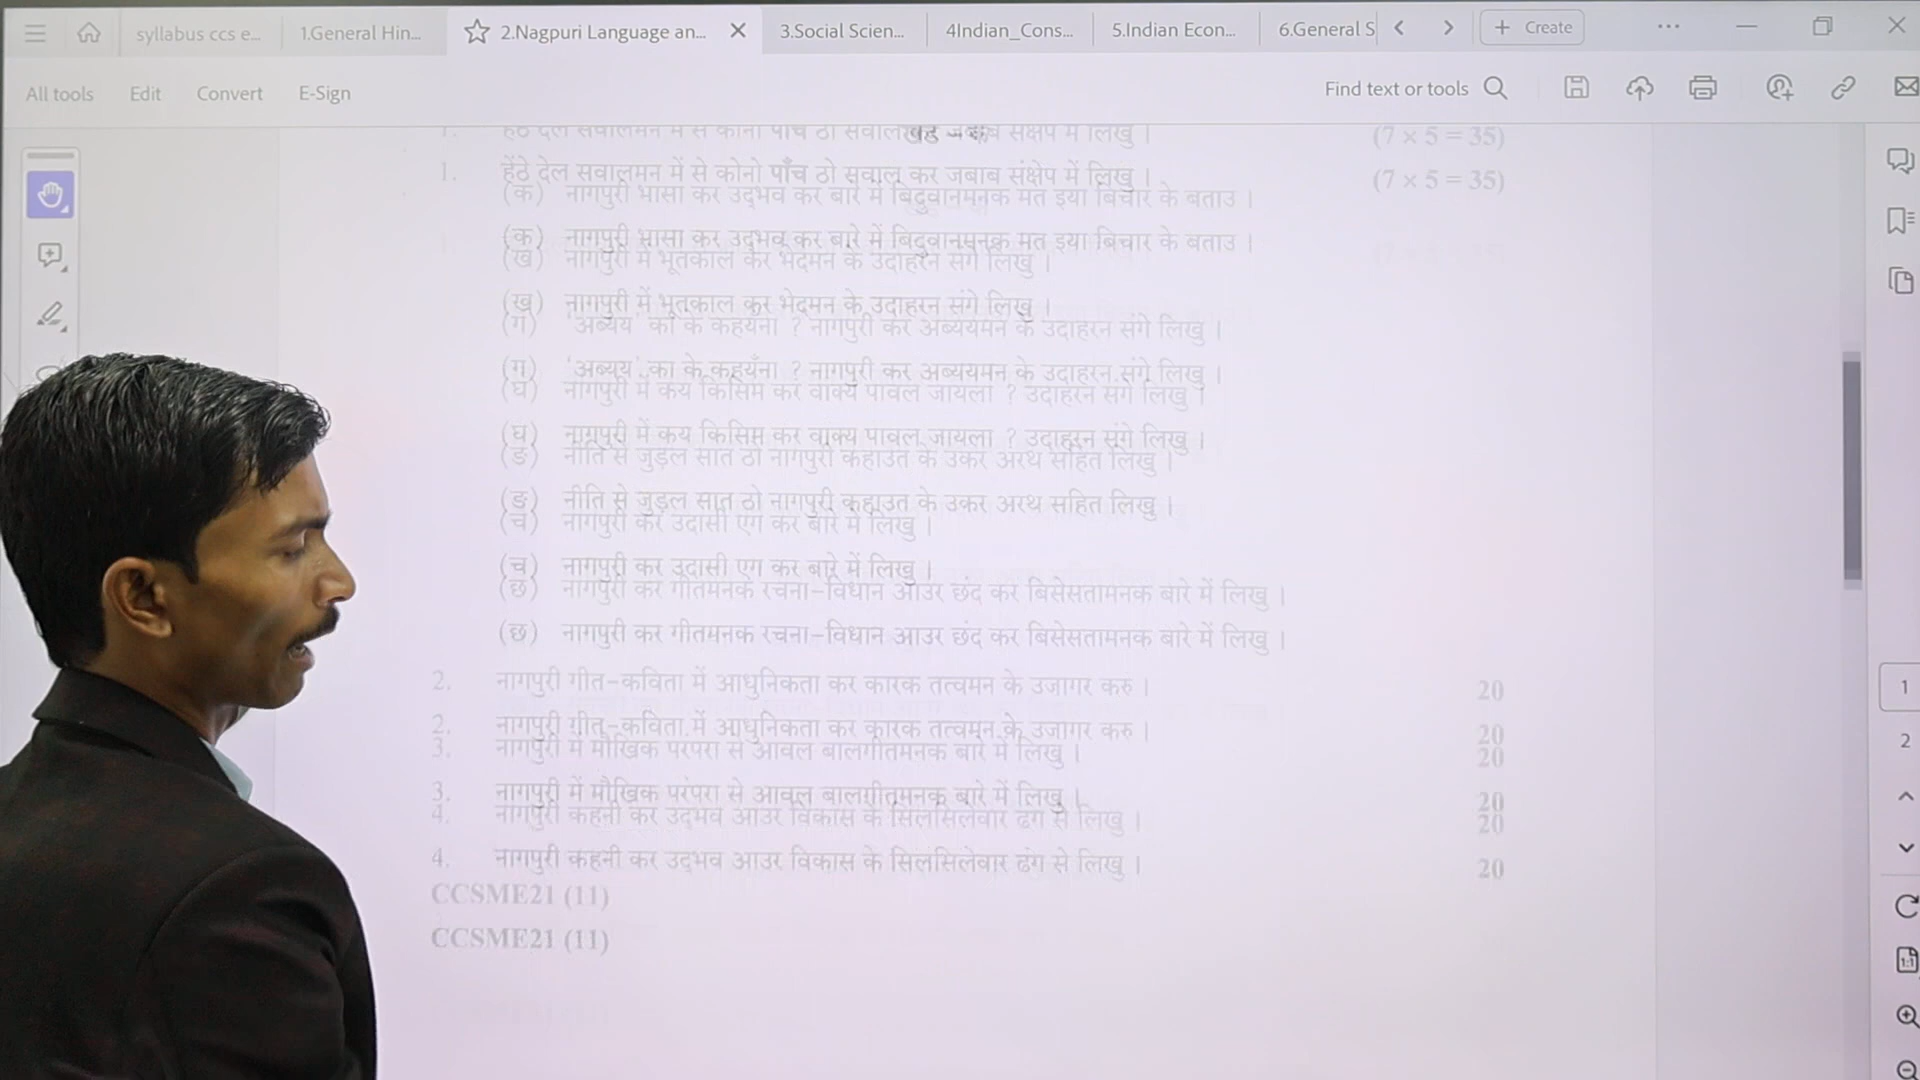 syllabus ccs e...
1.General Hin...
2.Nagpuri Language an...
3.Social Scien...
4Indian_Cons...
5.Indian Econ...
6.General S
+ Create
All tools
Edit
Convert
E-Sign
Find text or tools
1. हेंठे देल सवालमन में से कोनो पाँच ठो सवाल कर जबाब संक्षेप में लिखु । (7 × 5 = 35)
(क) नागपुरी भासा कर उद्भव कर बारे में बिदुवानमनक मत इया बिचार के बताउ ।
(ख) नागपुरी में भूतकाल कर भेदमन के उदाहरन संगे लिखु ।
(ग) 'अब्यय' का के कहयँना ? नागपुरी कर अब्ययमन के उदाहरन संगे लिखु ।
(घ) नागपुरी में कय किसिम कर वाक्य पावल जायला ? उदाहरन संगे लिखु ।
(ङ) नीति से जुड़ल सात ठो नागपुरी कहाउत के उकर अरथ सहित लिखु ।
(च) नागपुरी कर उदासी एग कर बारे में लिखु ।
(छ) नागपुरी कर गीतमनक रचना-विधान आउर छंद कर बिसेसतामनक बारे में लिखु ।
2. नागपुरी गीत-कविता में आधुनिकता कर कारक तत्वमन के उजागर करु । 20
3. नागपुरी में मौखिक परंपरा से आवल बालगीतमनक बारे में लिखु । 20
4. नागपुरी कहनी कर उद्भव आउर विकास के सिलसिलेवार ढंग से लिखु । 20
CCSME21 (11)
CCSME21 (11)
1
2